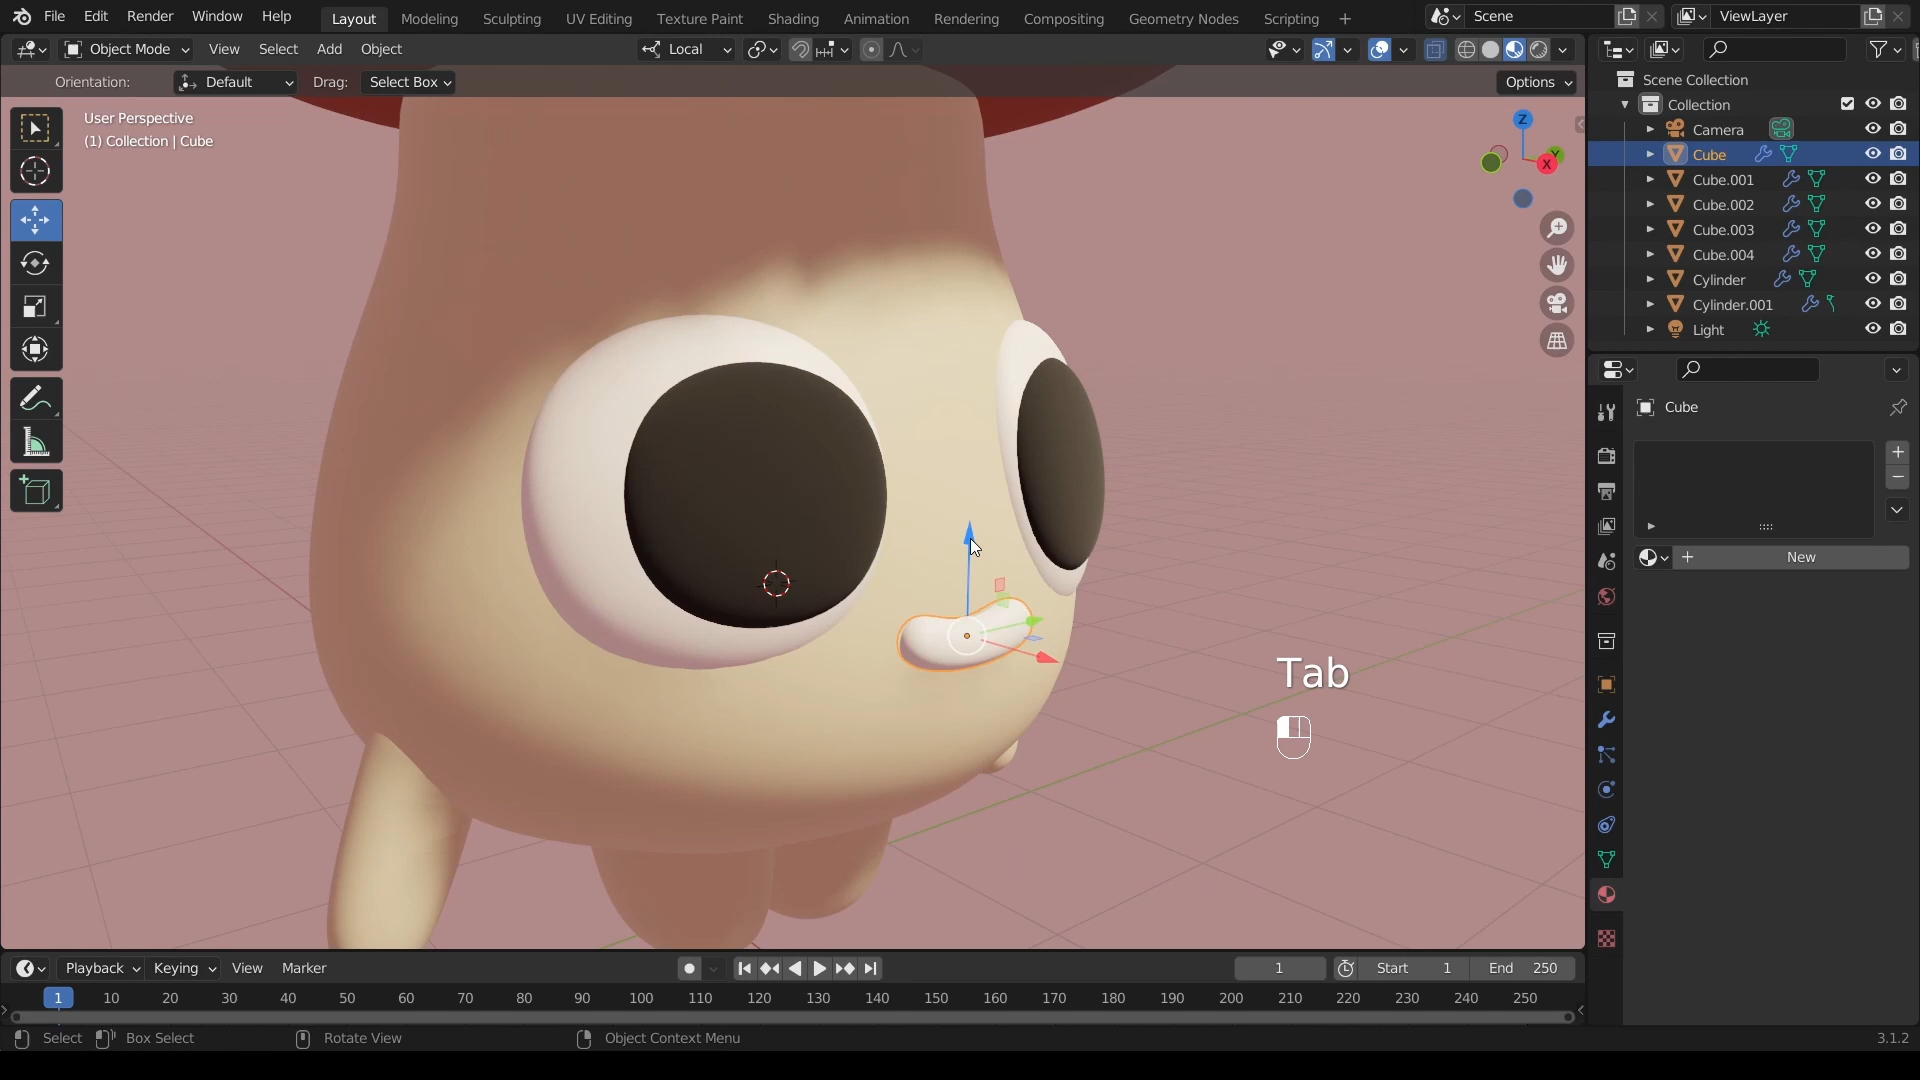 File Edit Render Window Help Layout Modeling Sculpting UV Editing Texture Paint Shading Animation Rendering Compositing Geometry Nodes Scripting + Scene ViewLayer
Object Mode View Select Add Object Local
Orientation: Default Drag: Select Box Options
User Perspective
(1) Collection | Cube
Z
Y
X
Scene Collection
Collection
Camera
Cube
Cube.001
Cube.002
Cube.003
Cube.004
Cylinder
Cylinder.001
Light
Cube
New
Tab
Playback Keying View Marker 1 Start 1 End 250
1 10 20 30 40 50 60 70 80 90 100 110 120 130 140 150 160 170 180 190 200 210 220 230 240 250
Select Box Select Rotate View Object Context Menu 3.1.2